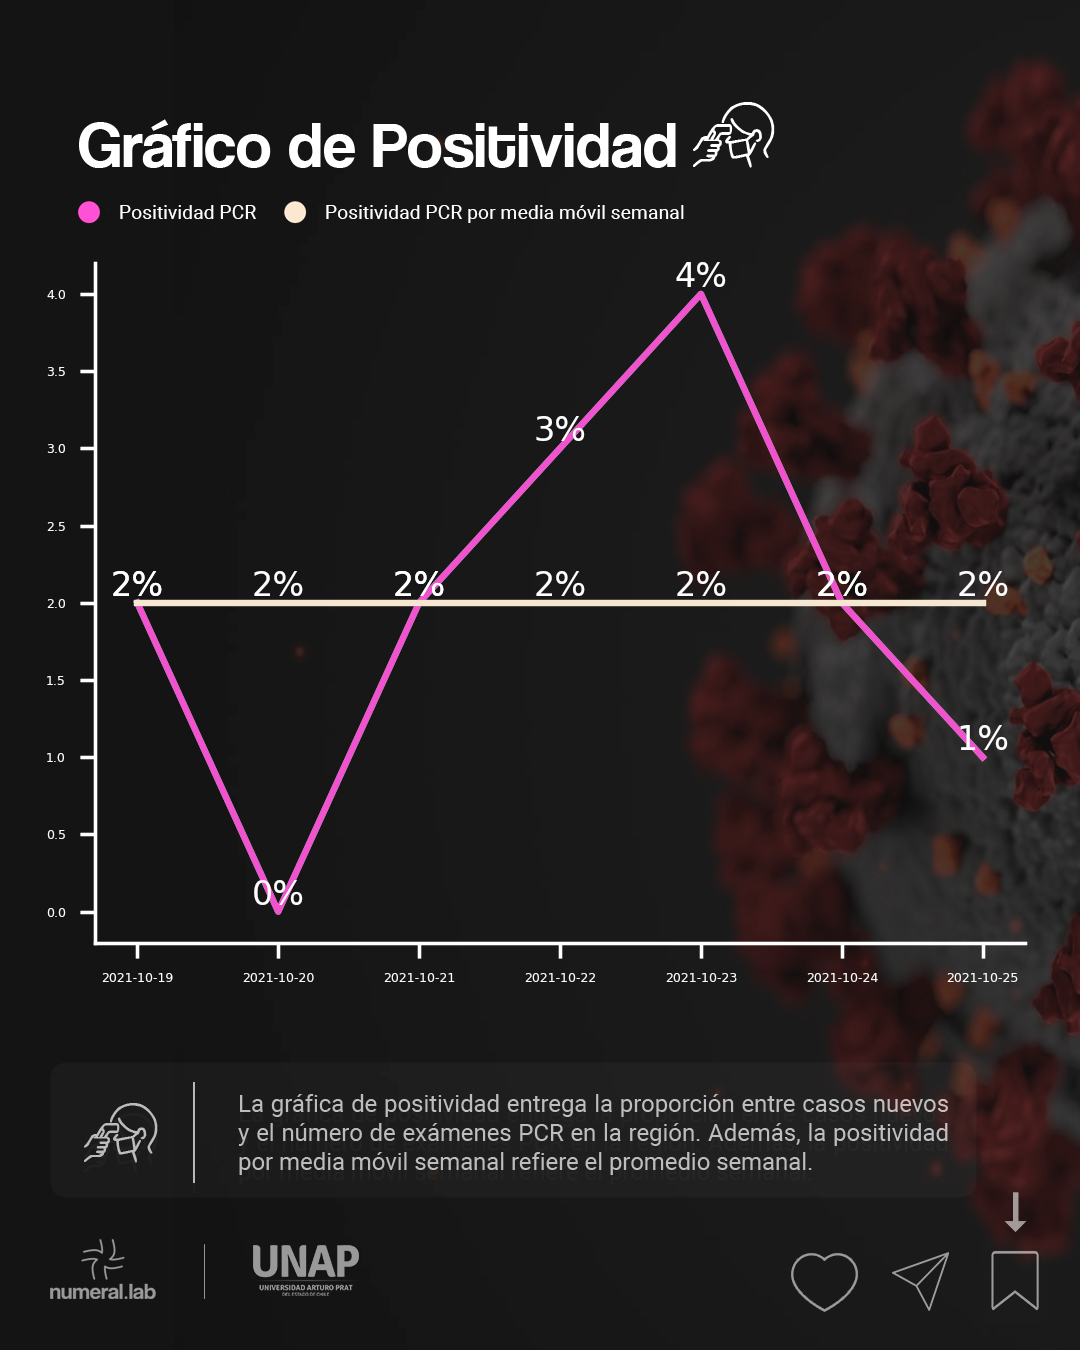 Gráfico de Positividad
Positividad PCR
Positividad PCR por media móvil semanal
4%
4.0
3.5
3%
3.0
2.5
2% 2% 2% 2% 2% 2% 2%
2.0
1.5
1%
1.0
0.5
0%
0.0
2021-10-19 2021-10-20 2021-10-21 2021-10-22 2021-10-23 2021-10-24 2021-10-25
La gráfica de positividad entrega la proporción entre casos nuevos
y el número de exámenes PCR en la región. Además, la positividad
por media móvil semanal refiere el promedio semanal.
numeral.lab
UNAP
UNIVERSIDAD ARTURO PRAT
DEL ESTADO DE CHILE